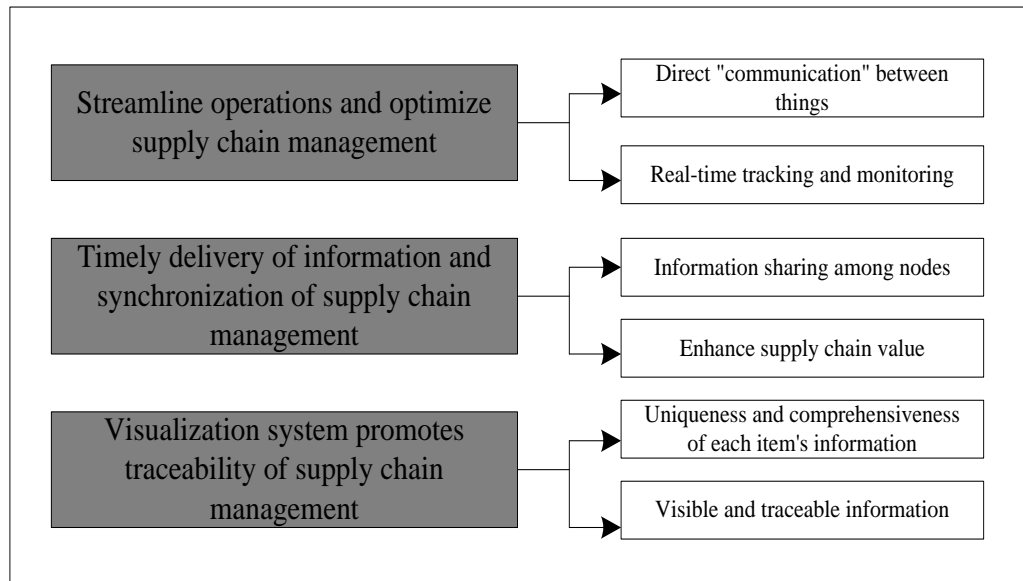 Streamline operations and optimize
supply chain management
Direct "communication" between
things
Real-time tracking and monitoring
Timely delivery of information and
synchronization of supply chain
management
Information sharing among nodes
Enhance supply chain value
Visualization system promotes
traceability of supply chain
management
Uniqueness and comprehensiveness
of each item's information
Visible and traceable information